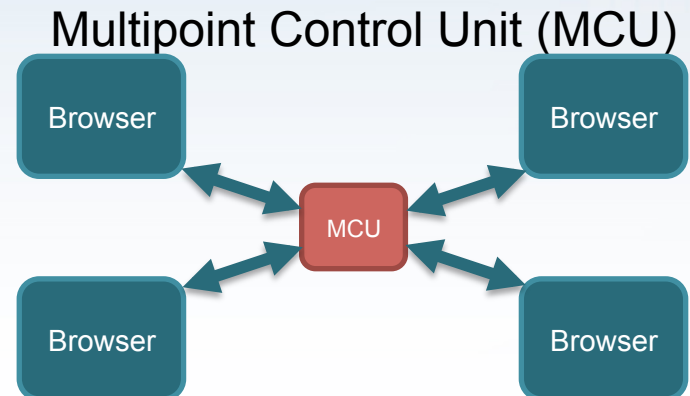 Multipoint Control Unit (MCU)
Browser
Browser
MCU
Browser
Browser